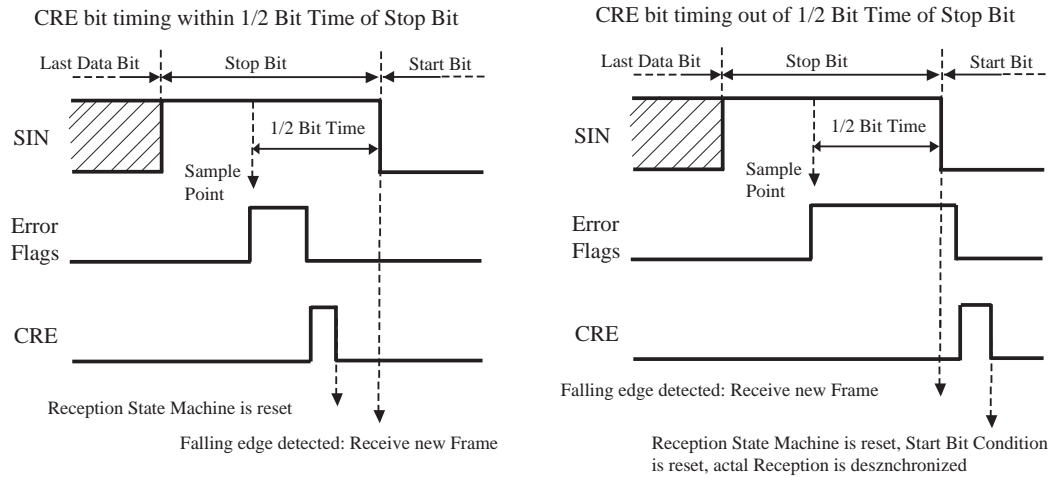 CRE bit timing within 1/2 Bit Time of Stop Bit
Last Data Bit
Stop Bit
Start Bit
SIN
1/2 Bit Time
Sample
Point
Error
Flags
CRE
Reception State Machine is reset
Falling edge detected: Receive new Frame
CRE bit timing out of 1/2 Bit Time of Stop Bit
Last Data Bit
Stop Bit
Start Bit
SIN
1/2 Bit Time
Sample
Point
Error
Flags
CRE
Falling edge detected: Receive new Frame
Reception State Machine is reset, Start Bit Condition
is reset, actal Reception is desznchronized